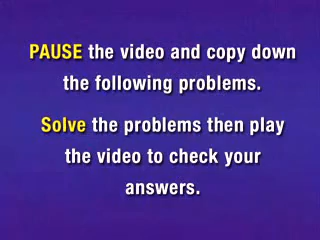 PAUSE the video and copy down
the following problems.
Solve the problems then play
the video to check your
answers.